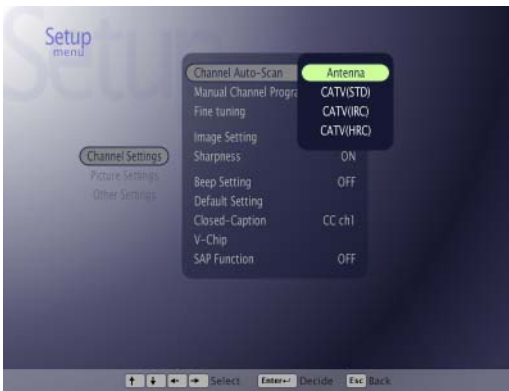 Setup
menu
Channel Auto-Scan Antenna
Manual Channel Progra CATV(STD)
Fine tuning CATV(IRC)
CATV(HRC)
Image Setting
Channel Settings Sharpness ON
Picture Settings
Other Settings
Beep Setting OFF
Default Setting
Closed-Caption CC ch1
V-Chip
SAP Function OFF
↑ ↓ ← → Select Enter↵ Decide Esc Back